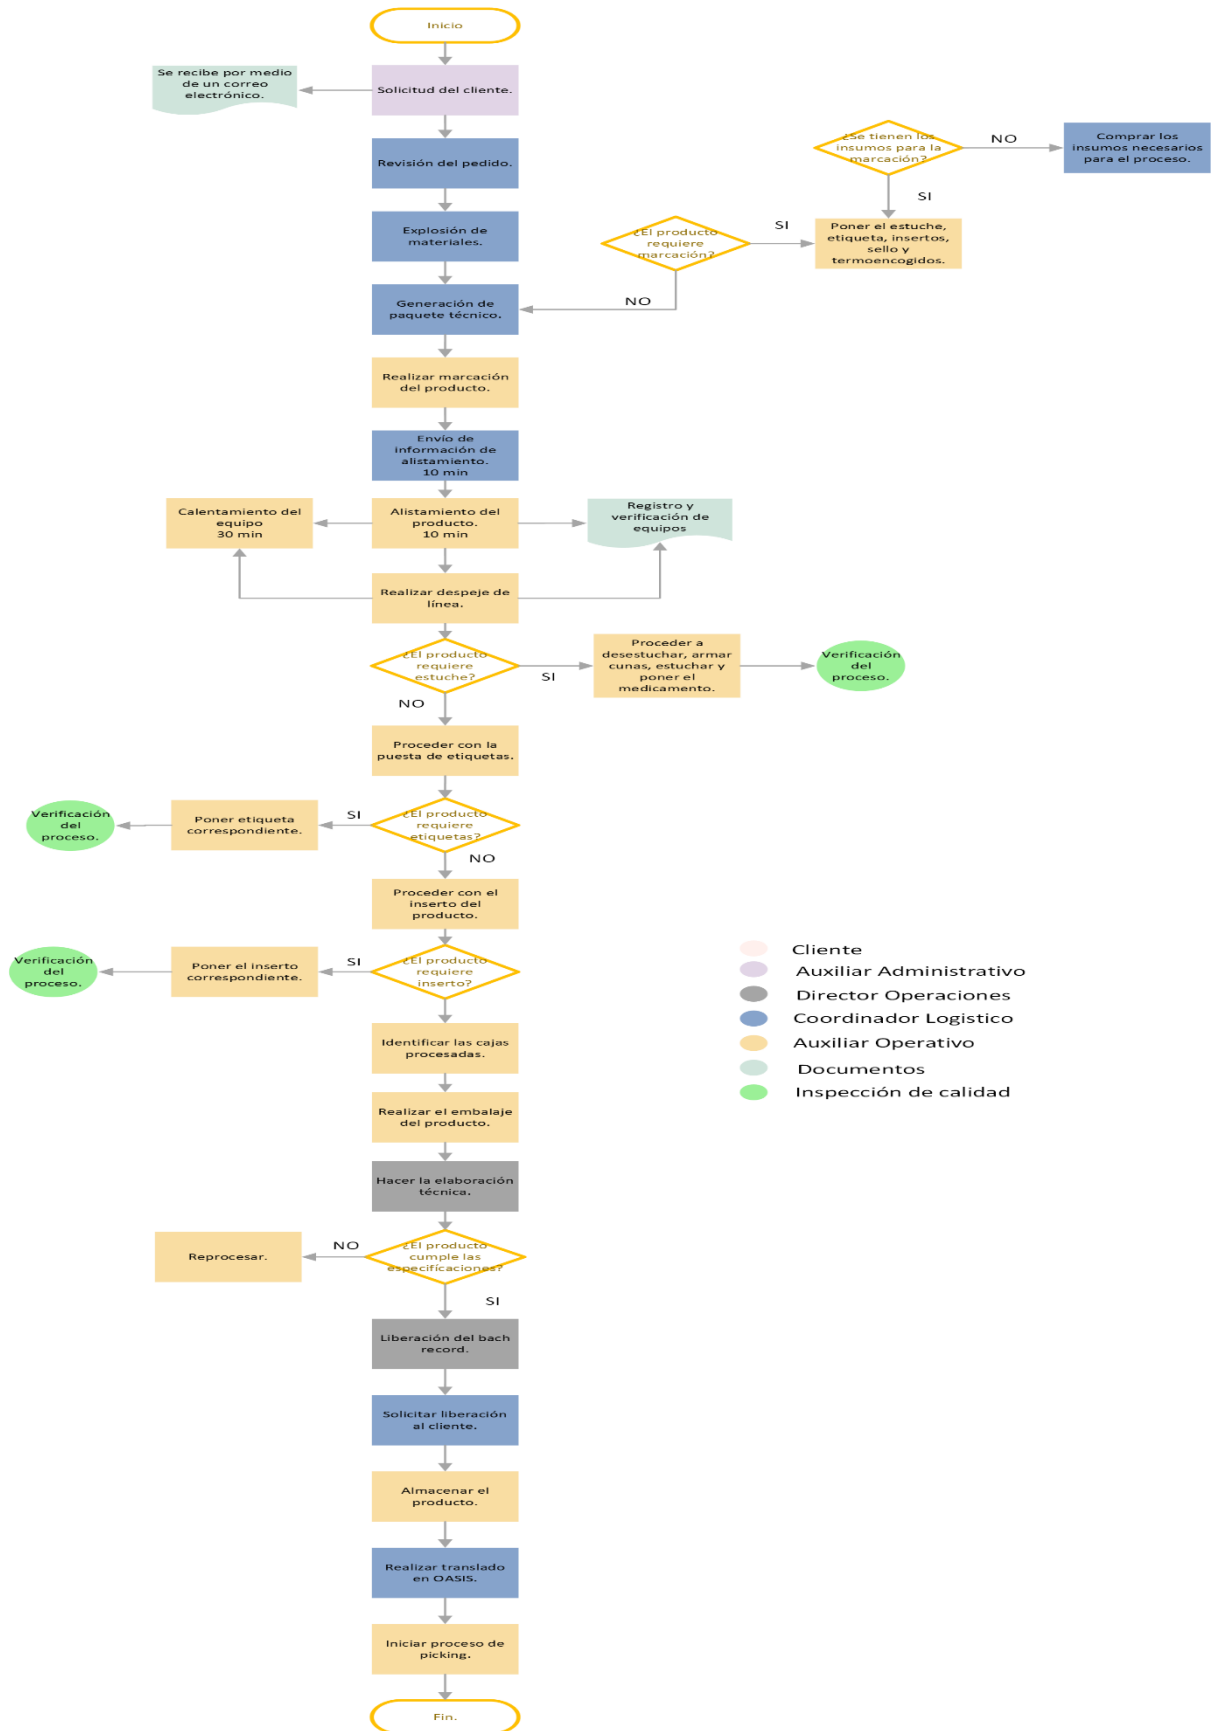 Inicio
Se recibe por medio
de un correo
electrónico.
Solicitud del cliente.
¿Se tienen los
insumos para la
marcación?
NO
Comprar los
insumos necesarios
para el proceso.
Revisión del pedido.
SI
Explosión de
materiales.
¿El producto
requiere
marcación?
SI
Poner el estuche,
etiqueta, insertos,
sello y
termoencogidos.
NO
Generación de
paquete técnico.
Realizar marcación
del producto.
Envío de
información de
alistamiento.
10 min
Calentamiento del
equipo
30 min
Alistamiento del
producto.
10 min
Registro y
verificación de
equipos
Realizar despeje de
línea.
¿El producto
requiere
estuche?
SI
Proceder a
desestuchar, armar
cunas, estuchar y
poner el
medicamento.
Verificación
del
proceso.
NO
Proceder con la
puesta de etiquetas.
Verificación
del
proceso.
Poner etiqueta
correspondiente.
SI
¿El producto
requiere
etiquetas?
NO
Proceder con el
inserto del
producto.
Verificación
del
proceso.
Poner el inserto
correspondiente.
SI
¿El producto
requiere
inserto?
Cliente
Auxiliar Administrativo
Director Operaciones
Coordinador Logistico
Auxiliar Operativo
Documentos
Inspección de calidad
Identificar las cajas
procesadas.
Realizar el embalaje
del producto.
Hacer la elaboración
técnica.
Reprocesar.
NO
¿El producto
cumple las
especificaciones?
SI
Liberación del bach
record.
Solicitar liberación
al cliente.
Almacenar el
producto.
Realizar translado
en OASIS.
Iniciar proceso de
picking.
Fin.